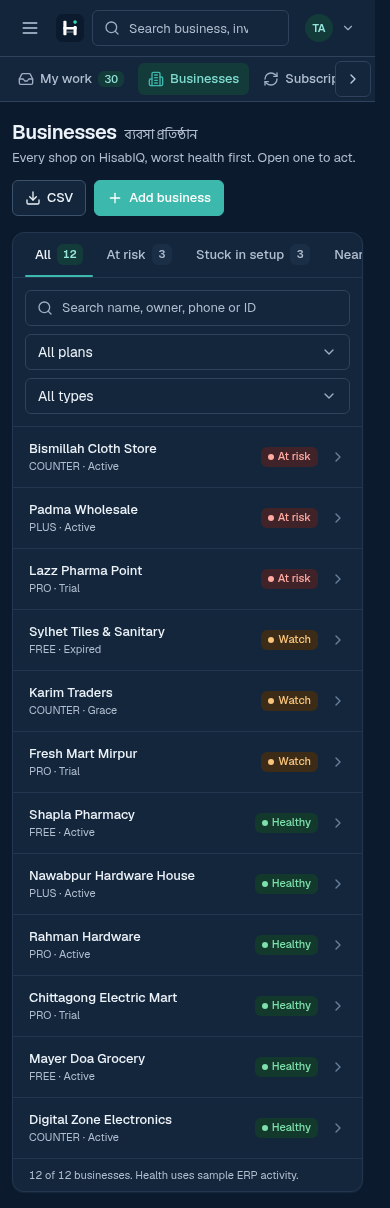 H
Search business, inv
TA
My work 30
Businesses
Subscrip
Businesses ব্যবসা প্রতিষ্ঠান
Every shop on HisabIQ, worst health first. Open one to act.
CSV
Add business
All 12
At risk 3
Stuck in setup 3
Near
Search name, owner, phone or ID
All plans
All types
Bismillah Cloth Store
COUNTER · Active
At risk
Padma Wholesale
PLUS · Active
At risk
Lazz Pharma Point
PRO · Trial
At risk
Sylhet Tiles & Sanitary
FREE · Expired
Watch
Karim Traders
COUNTER · Grace
Watch
Fresh Mart Mirpur
PRO · Trial
Watch
Shapla Pharmacy
FREE · Active
Healthy
Nawabpur Hardware House
PLUS · Active
Healthy
Rahman Hardware
PRO · Active
Healthy
Chittagong Electric Mart
PRO · Trial
Healthy
Mayer Doa Grocery
FREE · Active
Healthy
Digital Zone Electronics
COUNTER · Active
Healthy
12 of 12 businesses. Health uses sample ERP activity.